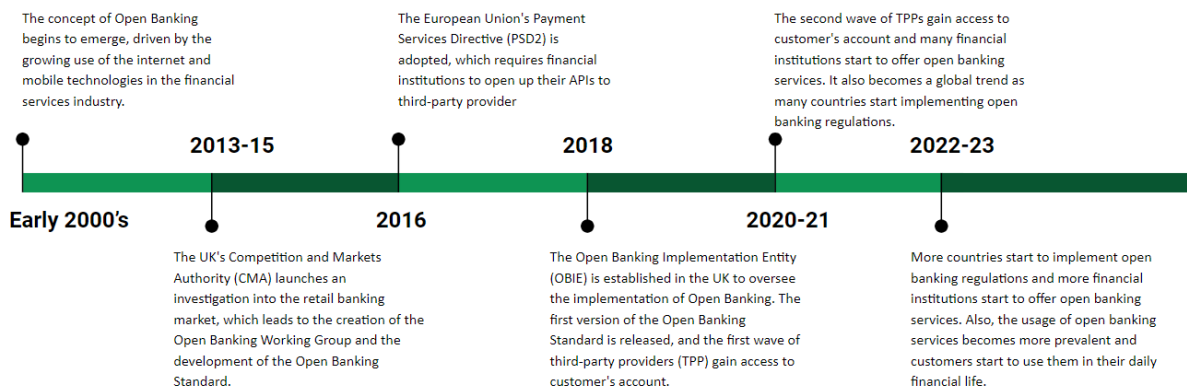 The concept of Open Banking
begins to emerge, driven by the
growing use of the internet and
mobile technologies in the financial
services industry.
The European Union's Payment
Services Directive (PSD2) is
adopted, which requires financial
institutions to open up their APIs to
third-party provider
The second wave of TPPs gain access to
customer's account and many financial
institutions start to offer open banking
services. It also becomes a global trend as
many countries start implementing open
banking regulations.
2013-15
2018
2022-23
Early 2000's
2016
2020-21
The UK's Competition and Markets
Authority (CMA) launches an
investigation into the retail banking
market, which leads to the creation of the
Open Banking Working Group and the
development of the Open Banking
Standard.
The Open Banking Implementation Entity
(OBIE) is established in the UK to oversee
the implementation of Open Banking. The
first version of the Open Banking
Standard is released, and the first wave of
third-party providers (TPP) gain access to
customer's account.
More countries start to implement open
banking regulations and more financial
institutions start to offer open banking
services. Also, the usage of open banking
services becomes more prevalent and
customers start to use them in their daily
financial life.